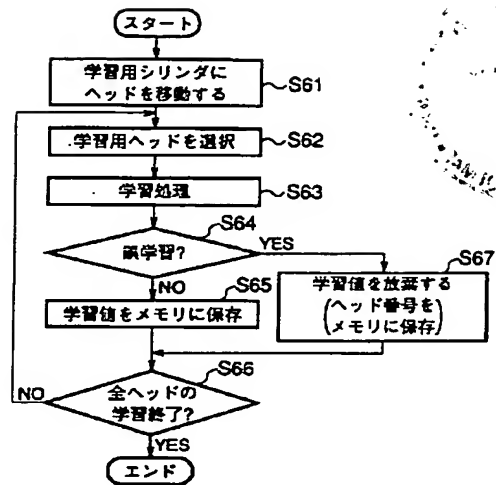 スタート
学習用シリンダに
ヘッドを移動する
S61
学習用ヘッドを選択
S62
学習処理
S63
S64
誤学習?
YES
NO
S65
学習値をメモリに保存
S67
学習値を放棄する
(ヘッド番号を
メモリに保存)
S66
NO
全ヘッドの
学習終了?
YES
エンド